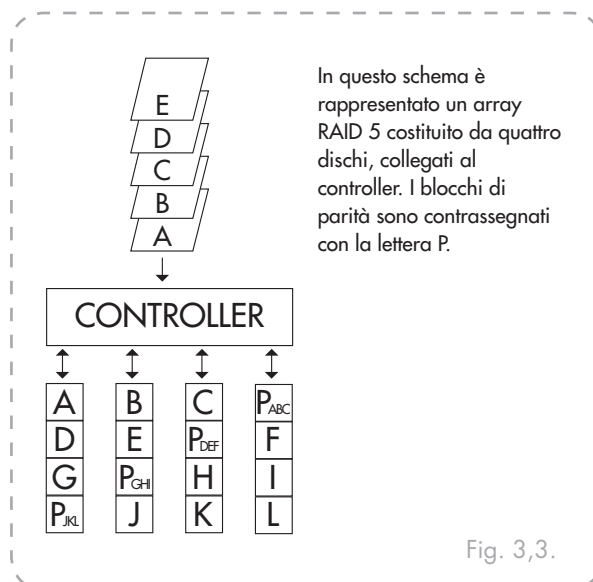 E
D
C
B
A
In questo schema è
rappresentato un array
RAID 5 costituito da quattro
dischi, collegati al
controller. I blocchi di
parità sono contrassegnati
con la lettera P.
CONTROLLER
A B C PABC
D E PDEF F
G PGHI H I
PJKL J K L
Fig. 3,3.